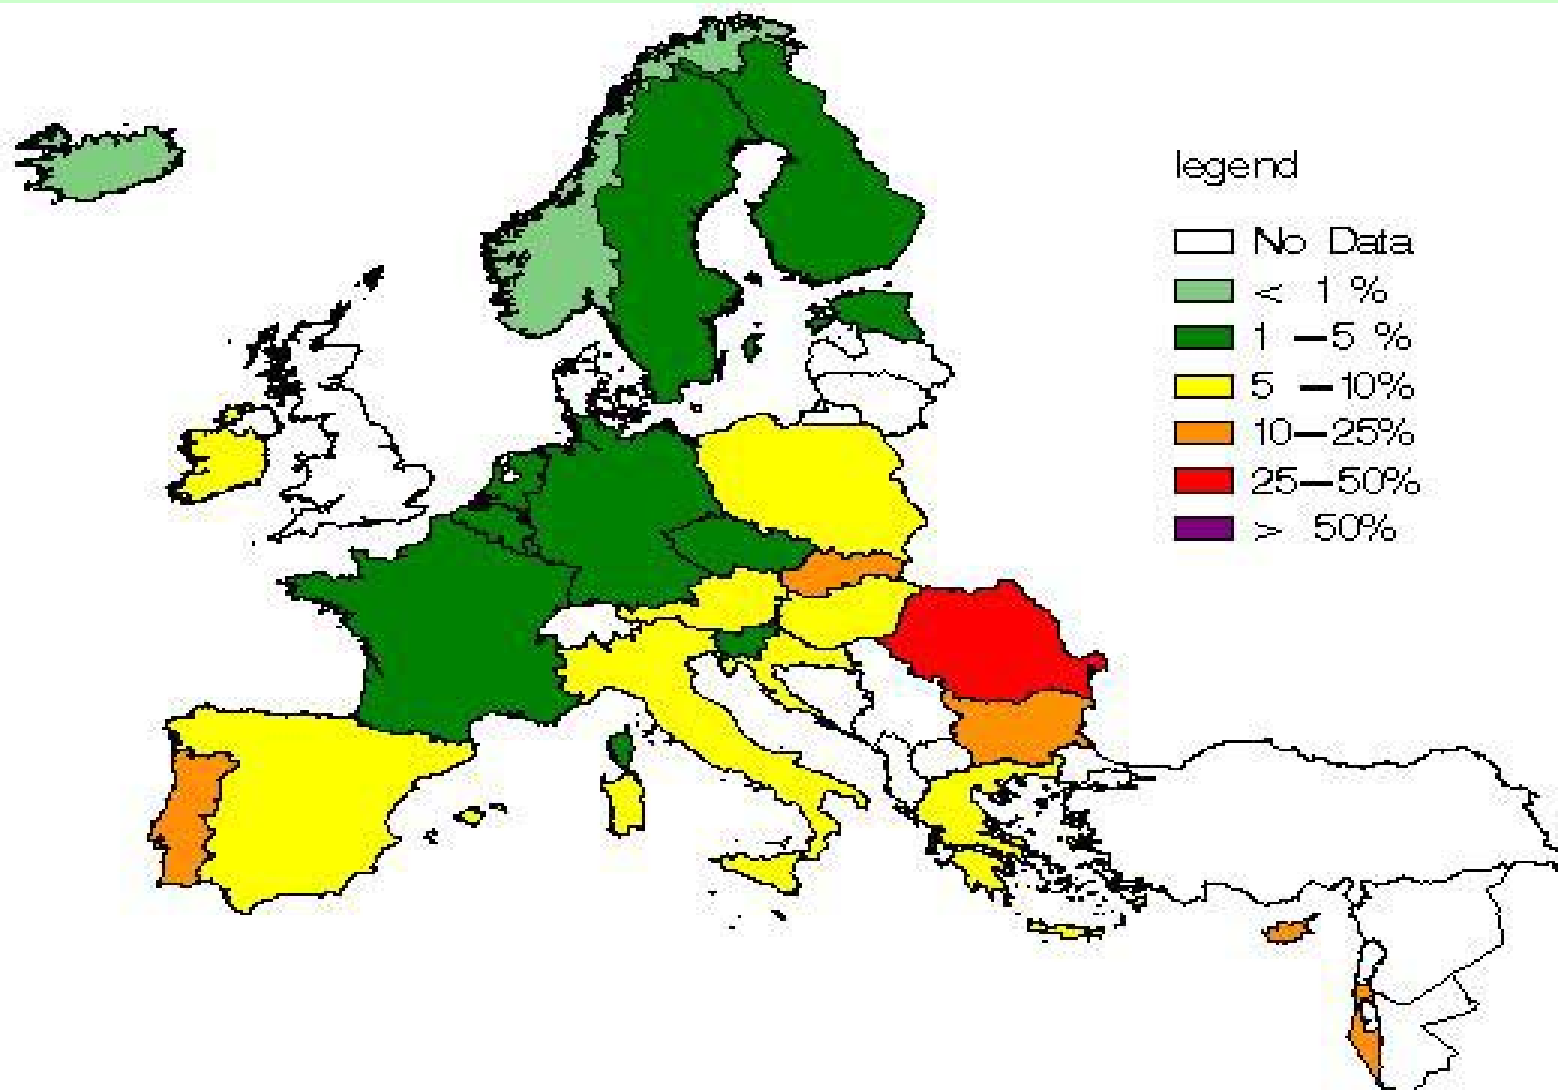 legend
No Data
< 1 %
1 —5 %
5 —10%
10—25%
25—50%
> 50%